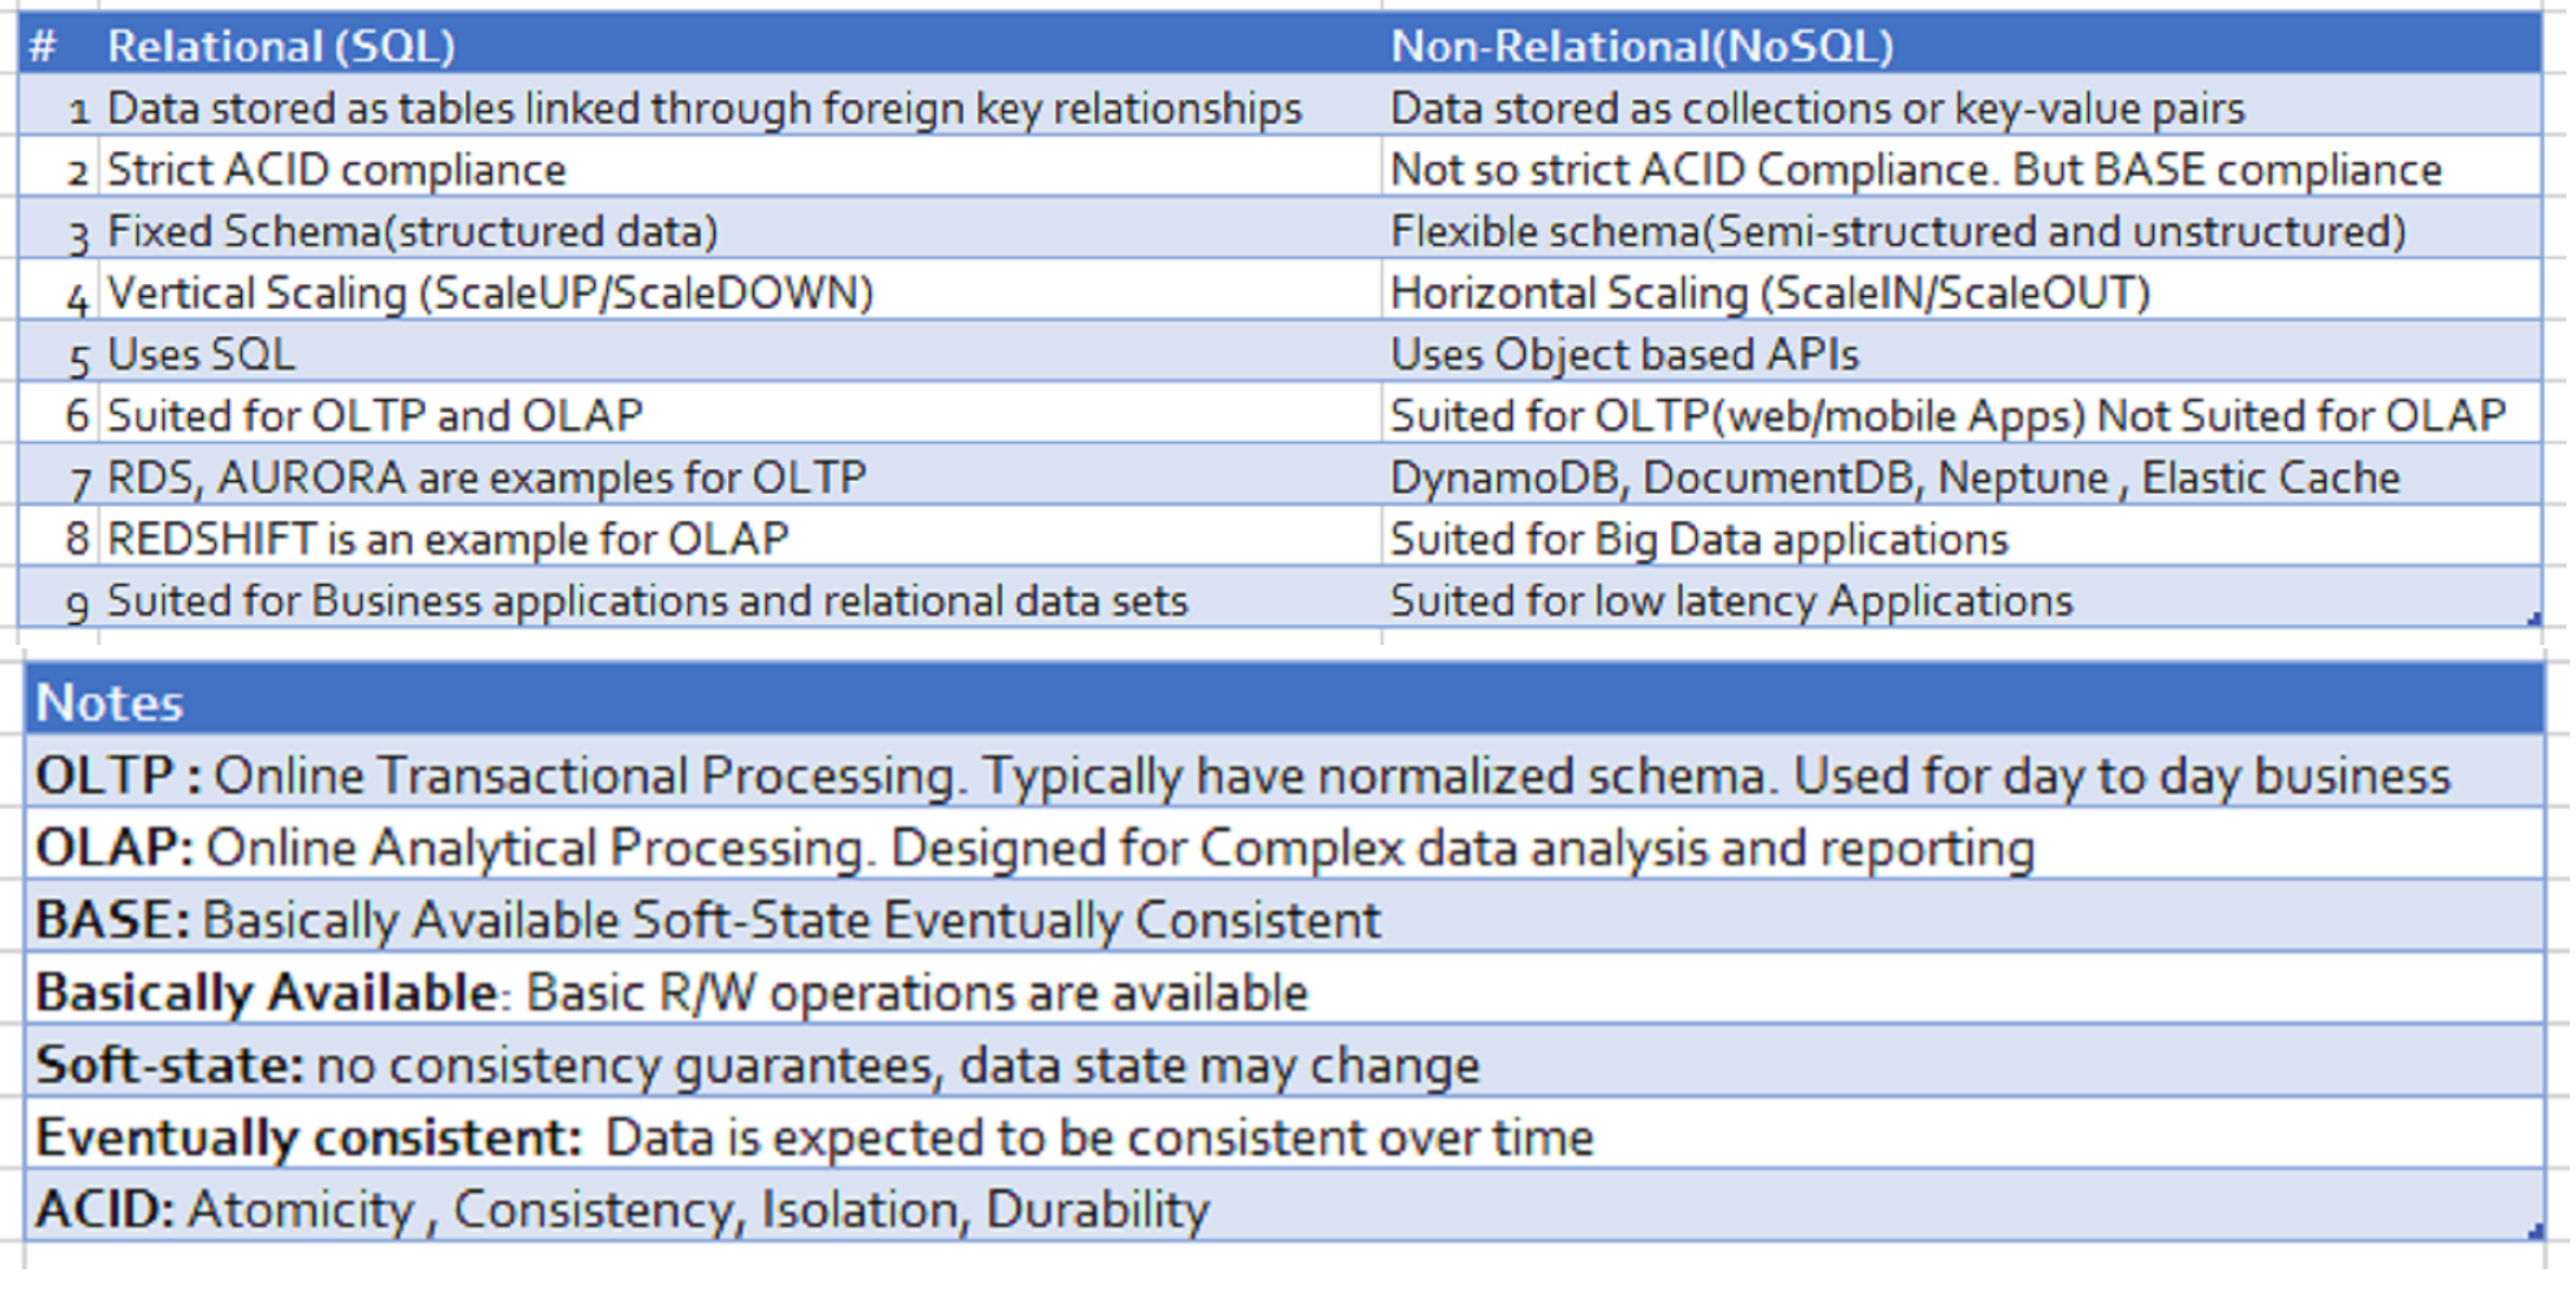 # Relational (SQL) Non-Relational(NoSQL)
1 Data stored as tables linked through foreign key relationships Data stored as collections or key-value pairs
2 Strict ACID compliance Not so strict ACID Compliance. But BASE compliance
3 Fixed Schema(structured data) Flexible schema(Semi-structured and unstructured)
4 Vertical Scaling (ScaleUP/ScaleDOWN) Horizontal Scaling (ScaleIN/ScaleOUT)
5 Uses SQL Uses Object based APIs
6 Suited for OLTP and OLAP Suited for OLTP(web/mobile Apps) Not Suited for OLAP
7 RDS, AURORA are examples for OLTP DynamoDB, DocumentDB, Neptune , Elastic Cache
8 REDSHIFT is an example for OLAP Suited for Big Data applications
9 Suited for Business applications and relational data sets Suited for low latency Applications
Notes
OLTP : Online Transactional Processing. Typically have normalized schema. Used for day to day business
OLAP: Online Analytical Processing. Designed for Complex data analysis and reporting
BASE: Basically Available Soft-State Eventually Consistent
Basically Available: Basic R/W operations are available
Soft-state: no consistency guarantees, data state may change
Eventually consistent: Data is expected to be consistent over time
ACID: Atomicity , Consistency, Isolation, Durability